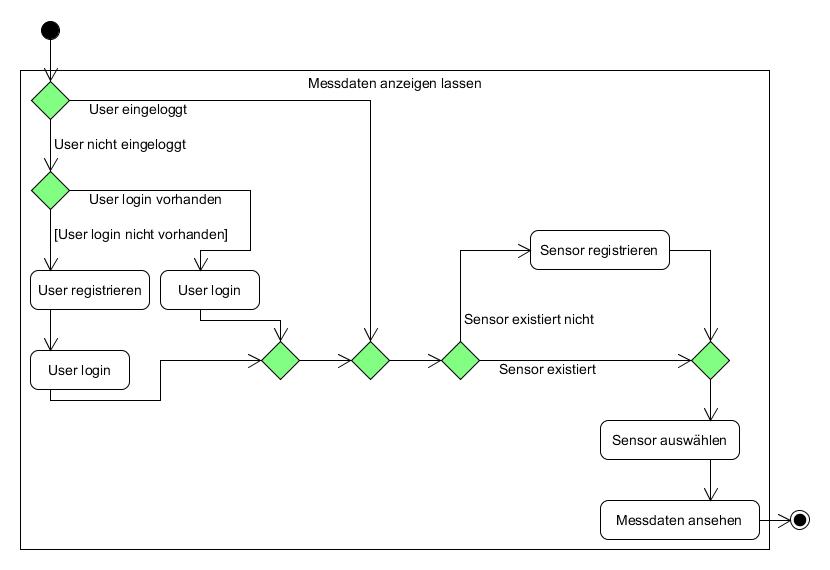 Messdaten anzeigen lassen
User eingeloggt
User nicht eingeloggt
User login vorhanden
[User login nicht vorhanden]
Sensor registrieren
User registrieren
User login
Sensor existiert nicht
Sensor existiert
User login
Sensor auswählen
Messdaten ansehen